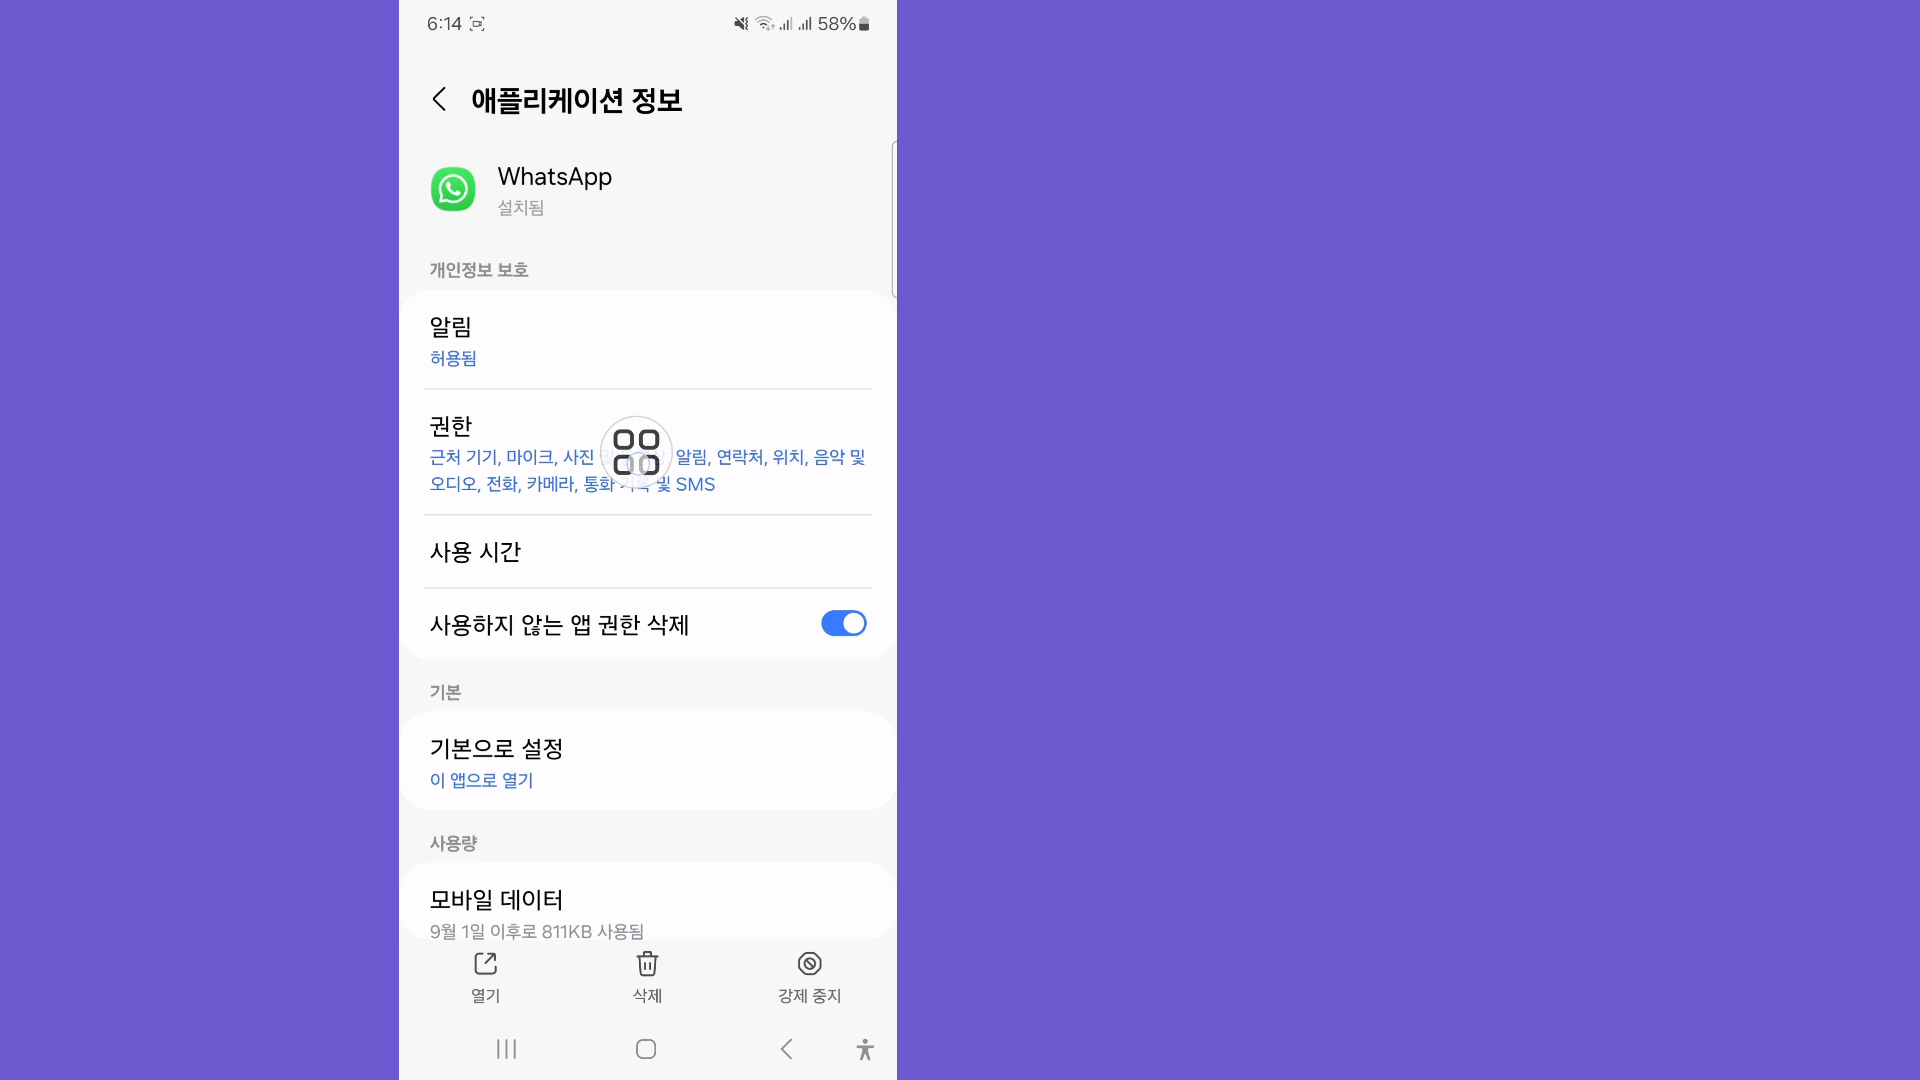 6:14
58%
애플리케이션 정보
WhatsApp
설치됨
개인정보 보호
알림
허용됨
권한
근처 기기, 마이크, 사진 알림, 연락처, 위치, 음악 및
오디오, 전화, 카메라, 통화 및 SMS
사용 시간
사용하지 않는 앱 권한 삭제
기본
기본으로 설정
이 앱으로 열기
사용량
모바일 데이터
9월 1일 이후로 811KB 사용됨
열기
삭제
강제 중지